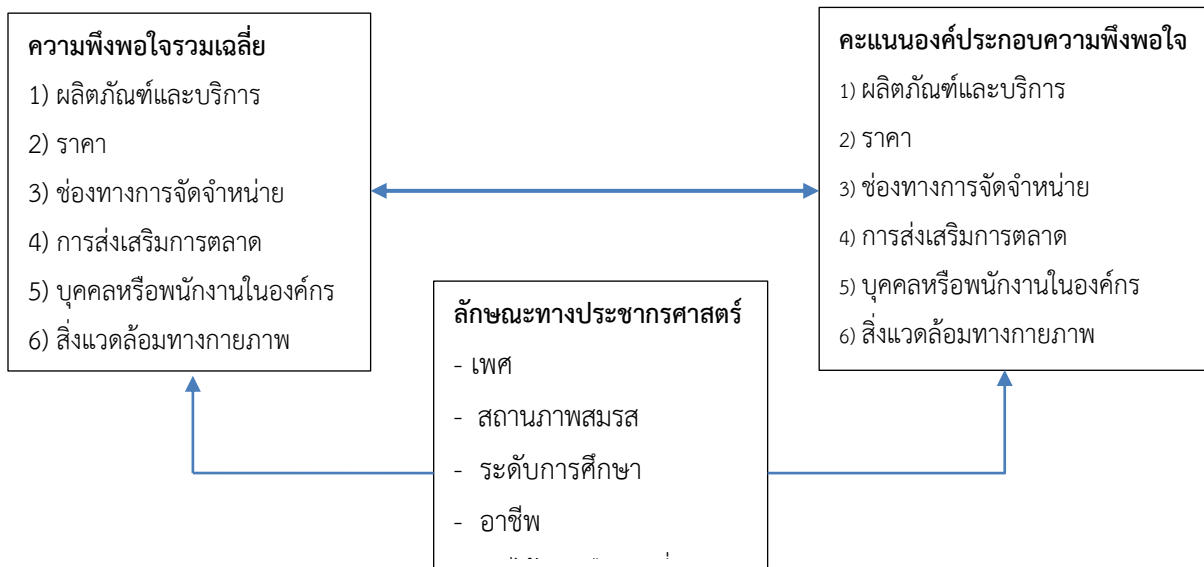 ความพึงพอใจรวมเฉลี่ย
1) ผลิตภัณฑ์และบริการ
2) ราคา
3) ช่องทางการจัดจำหน่าย
4) การส่งเสริมการตลาด
5) บุคคลหรือพนักงานในองค์กร
6) สิ่งแวดล้อมทางกายภาพ
คะแนนองค์ประกอบความพึงพอใจ
1) ผลิตภัณฑ์และบริการ
2) ราคา
3) ช่องทางการจัดจำหน่าย
4) การส่งเสริมการตลาด
5) บุคคลหรือพนักงานในองค์กร
6) สิ่งแวดล้อมทางกายภาพ
ลักษณะทางประชากรศาสตร์
- เพศ
- สถานภาพสมรส
- ระดับการศึกษา
- อาชีพ